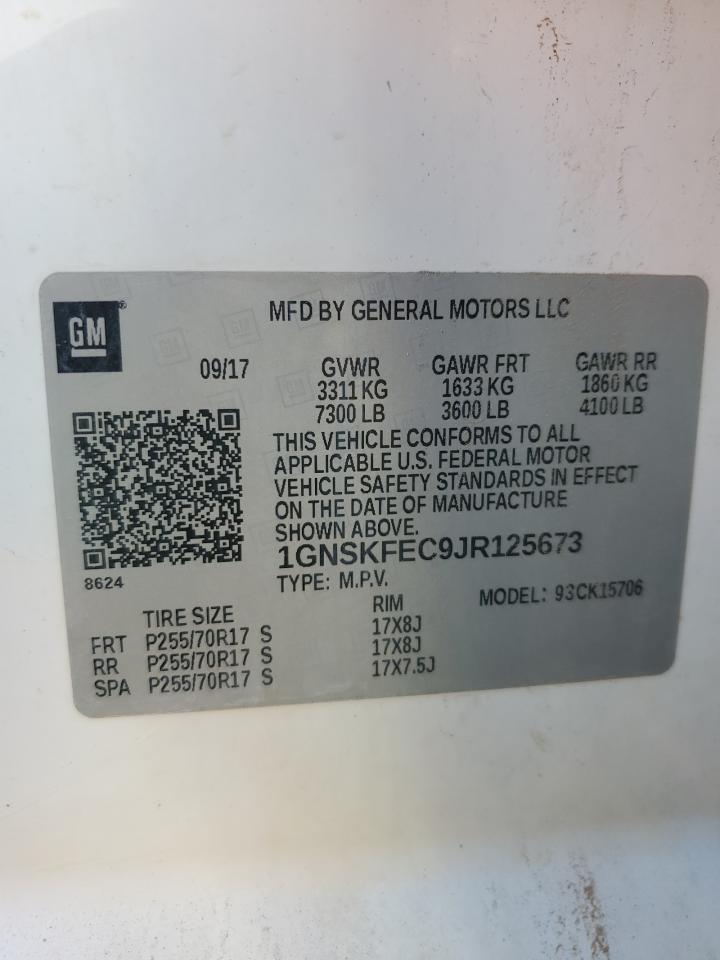 GM®
MFD BY GENERAL MOTORS LLC
09/17 GVWR GAWR FRT GAWR RR
3311 KG 1633 KG 1860 KG
7300 LB 3600 LB 4100 LB
THIS VEHICLE CONFORMS TO ALL
APPLICABLE U.S. FEDERAL MOTOR
VEHICLE SAFETY STANDARDS IN EFFECT
ON THE DATE OF MANUFACTURE
SHOWN ABOVE.
1GNSKFEC9JR125673
8624
TYPE: M.P.V. MODEL: 93CK15706
TIRE SIZE RIM
FRT P255/70R17 S 17X8J
RR P255/70R17 S 17X8J
SPA P255/70R17 S 17X7.5J